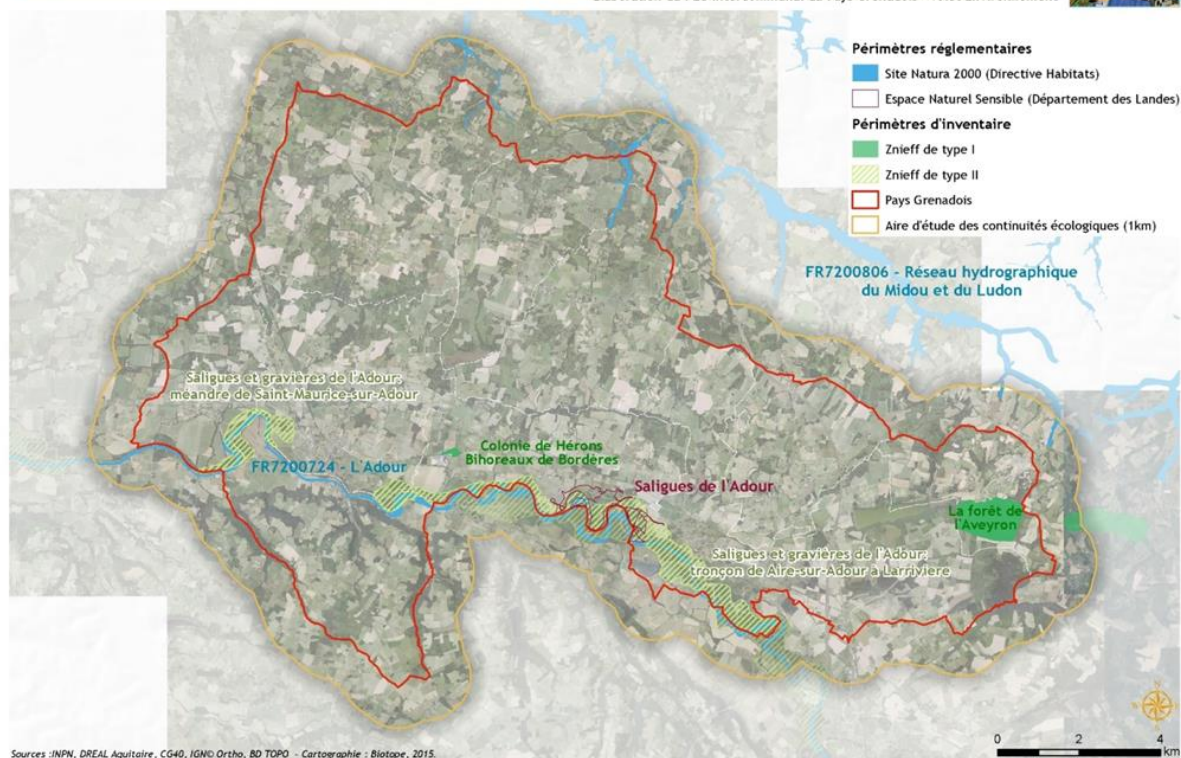 Périmètres réglementaires
Site Natura 2000 (Directive Habitats)
Espace Naturel Sensible (Département des Landes)
Périmètres d'inventaire
Znieff de type I
Znieff de type II
Pays Grenadois
Aire d'étude des continuités écologiques (1km)
FR7200806 - Réseau hydrographique
du Midou et du Ludon
Saligues et gravières de l'Adour:
méandre de Saint-Maurice-sur-Adour
Colonie de Hérons
Bihoreaux de Bordères
FR7200724 - L'Adour
Saligues de l'Adour
La forêt de
l'Aveyron
Saligues et gravières de l'Adour:
tronçon de Aire-sur-Adour à Larriviere
N
0 2 4
km
Sources :INPN, DREAL Aquitaine, CG40, IGN© Ortho, BD TOPO - Cartographie : Biotope, 2015.